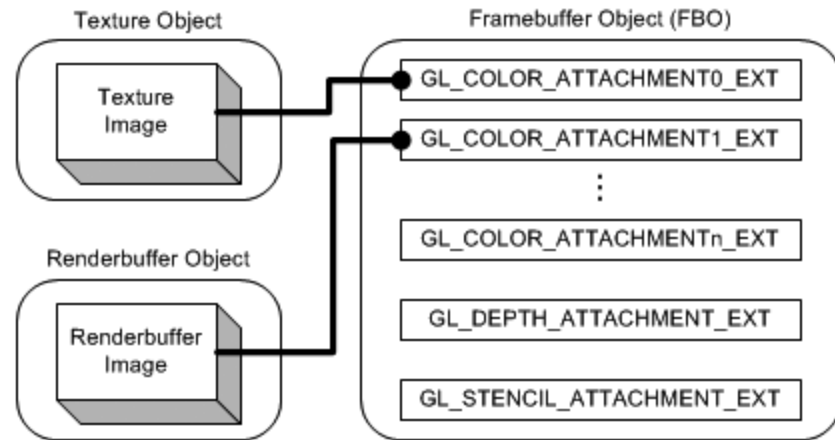 Texture Object
Texture
Image
Renderbuffer Object
Renderbuffer
Image
Framebuffer Object (FBO)
GL_COLOR_ATTACHMENT0_EXT
GL_COLOR_ATTACHMENT1_EXT
⋮
GL_COLOR_ATTACHMENTn_EXT
GL_DEPTH_ATTACHMENT_EXT
GL_STENCIL_ATTACHMENT_EXT